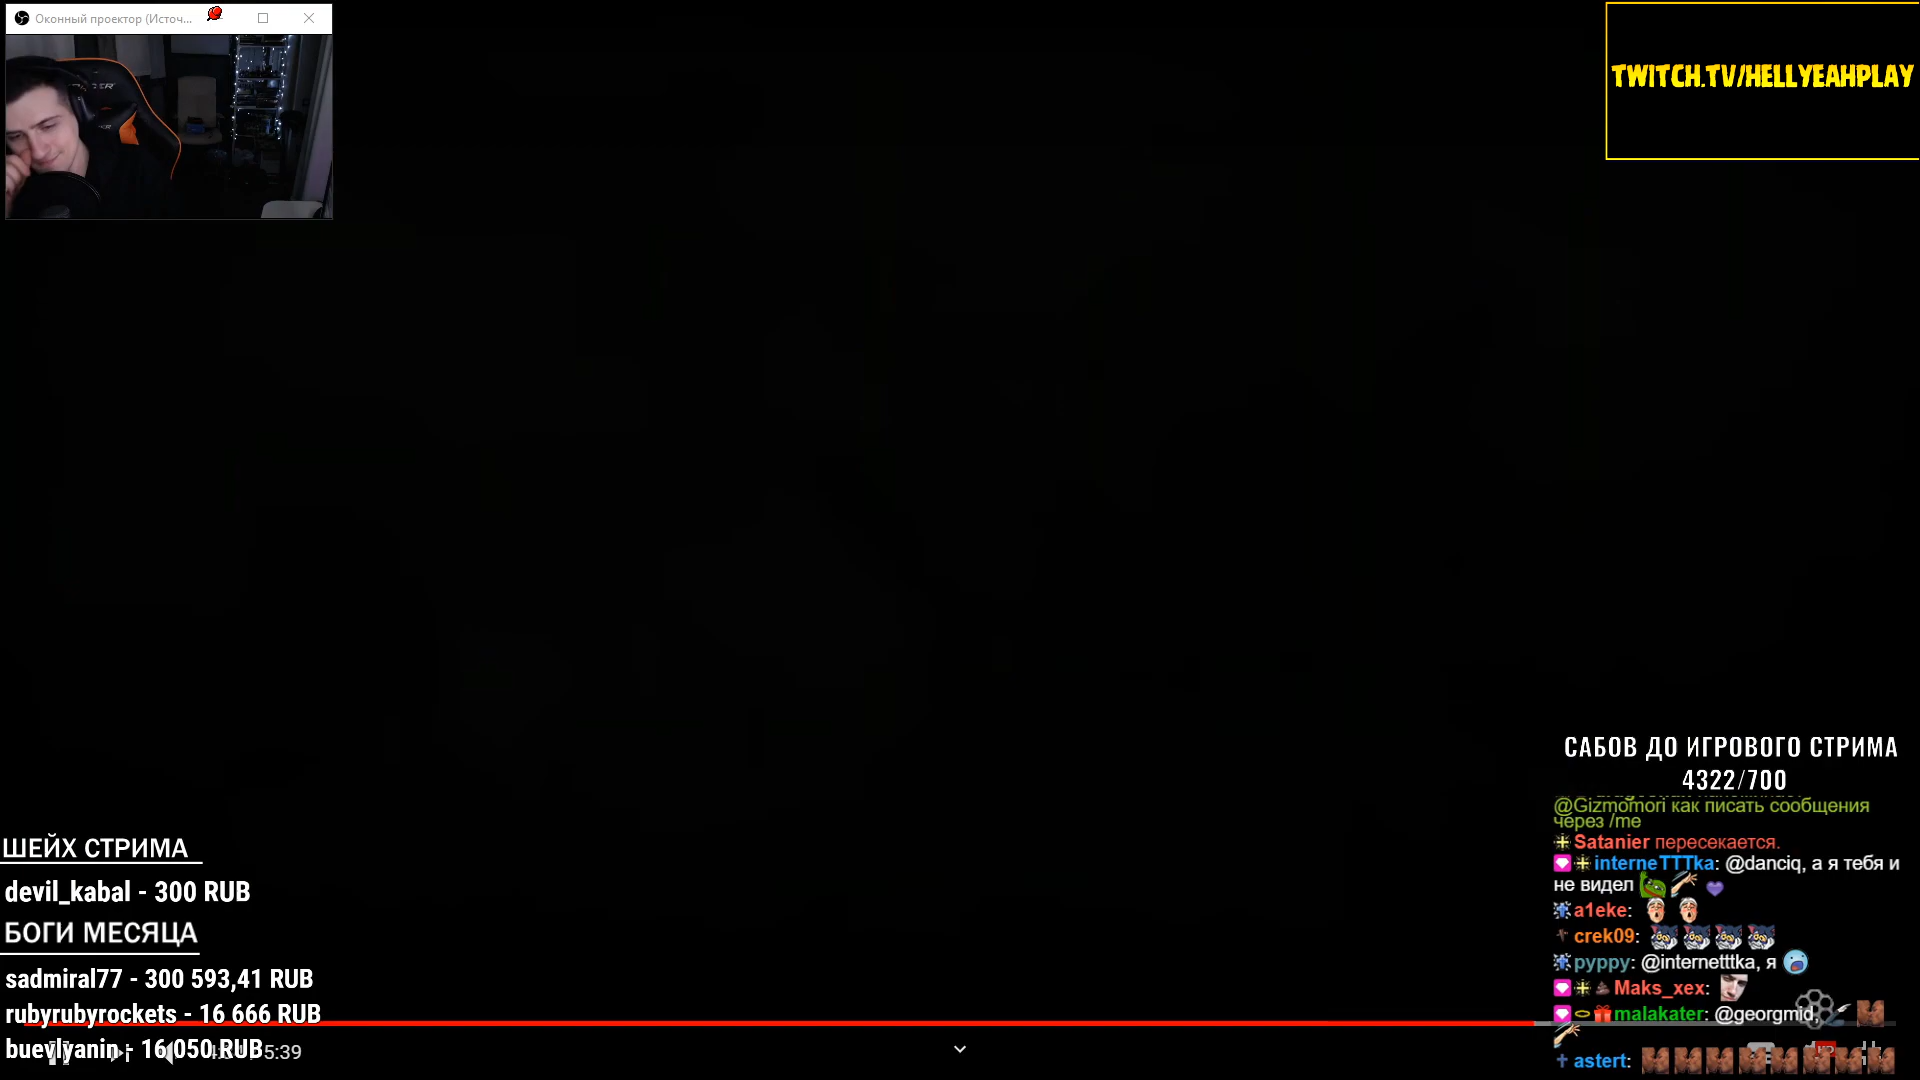 Оконный проектор (Источ...
TWITCH.TV/HELLYEAHPLAY
САБОВ ДО ИГРОВОГО СТРИМА
4322/700
@Gizmomori как писать сообщения
через /me
Satanier пересекается.
interneTTTka: @danciq, а я тебя и
не видел
a1eke:
crek09:
pyppy: @internetttka, я
Maks_xex:
malakater: @georgmid,
astert:
ШЕЙХ СТРИМА
devil_kabal - 300 RUB
БОГИ МЕСЯЦА
sadmiral77 - 300 593,41 RUB
rubyrubyrockets - 16 666 RUB
buevlyanin - 16 050 RUB
5:39